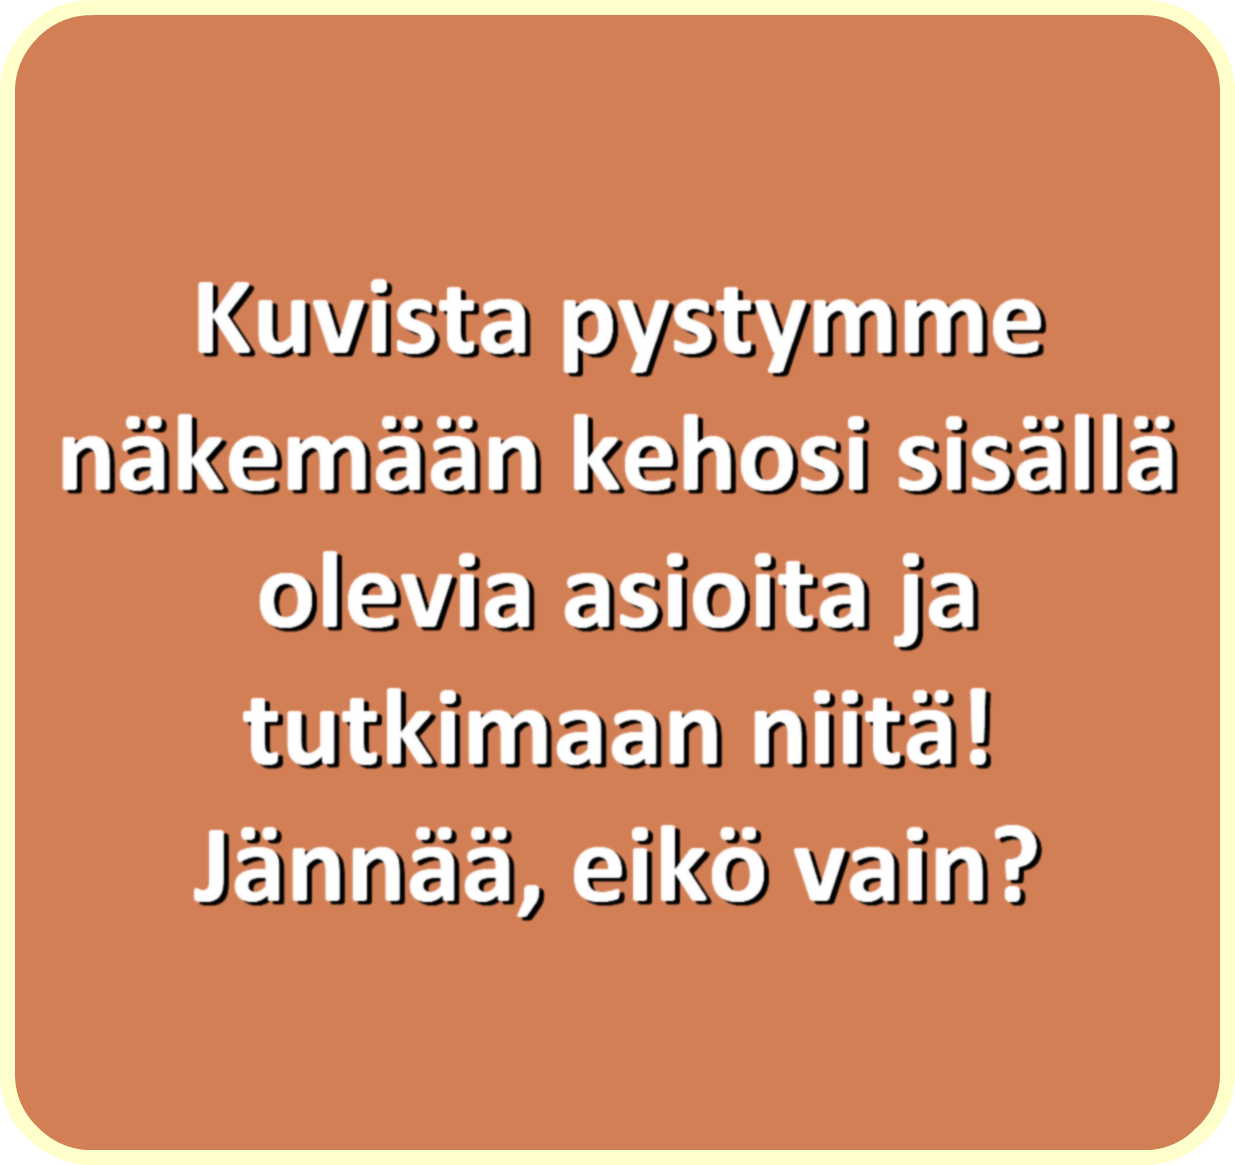 Kuvista pystymme
näkemään kehosi sisällä
olevia asioita ja
tutkimaan niitä!
Jännää, eikö vain?